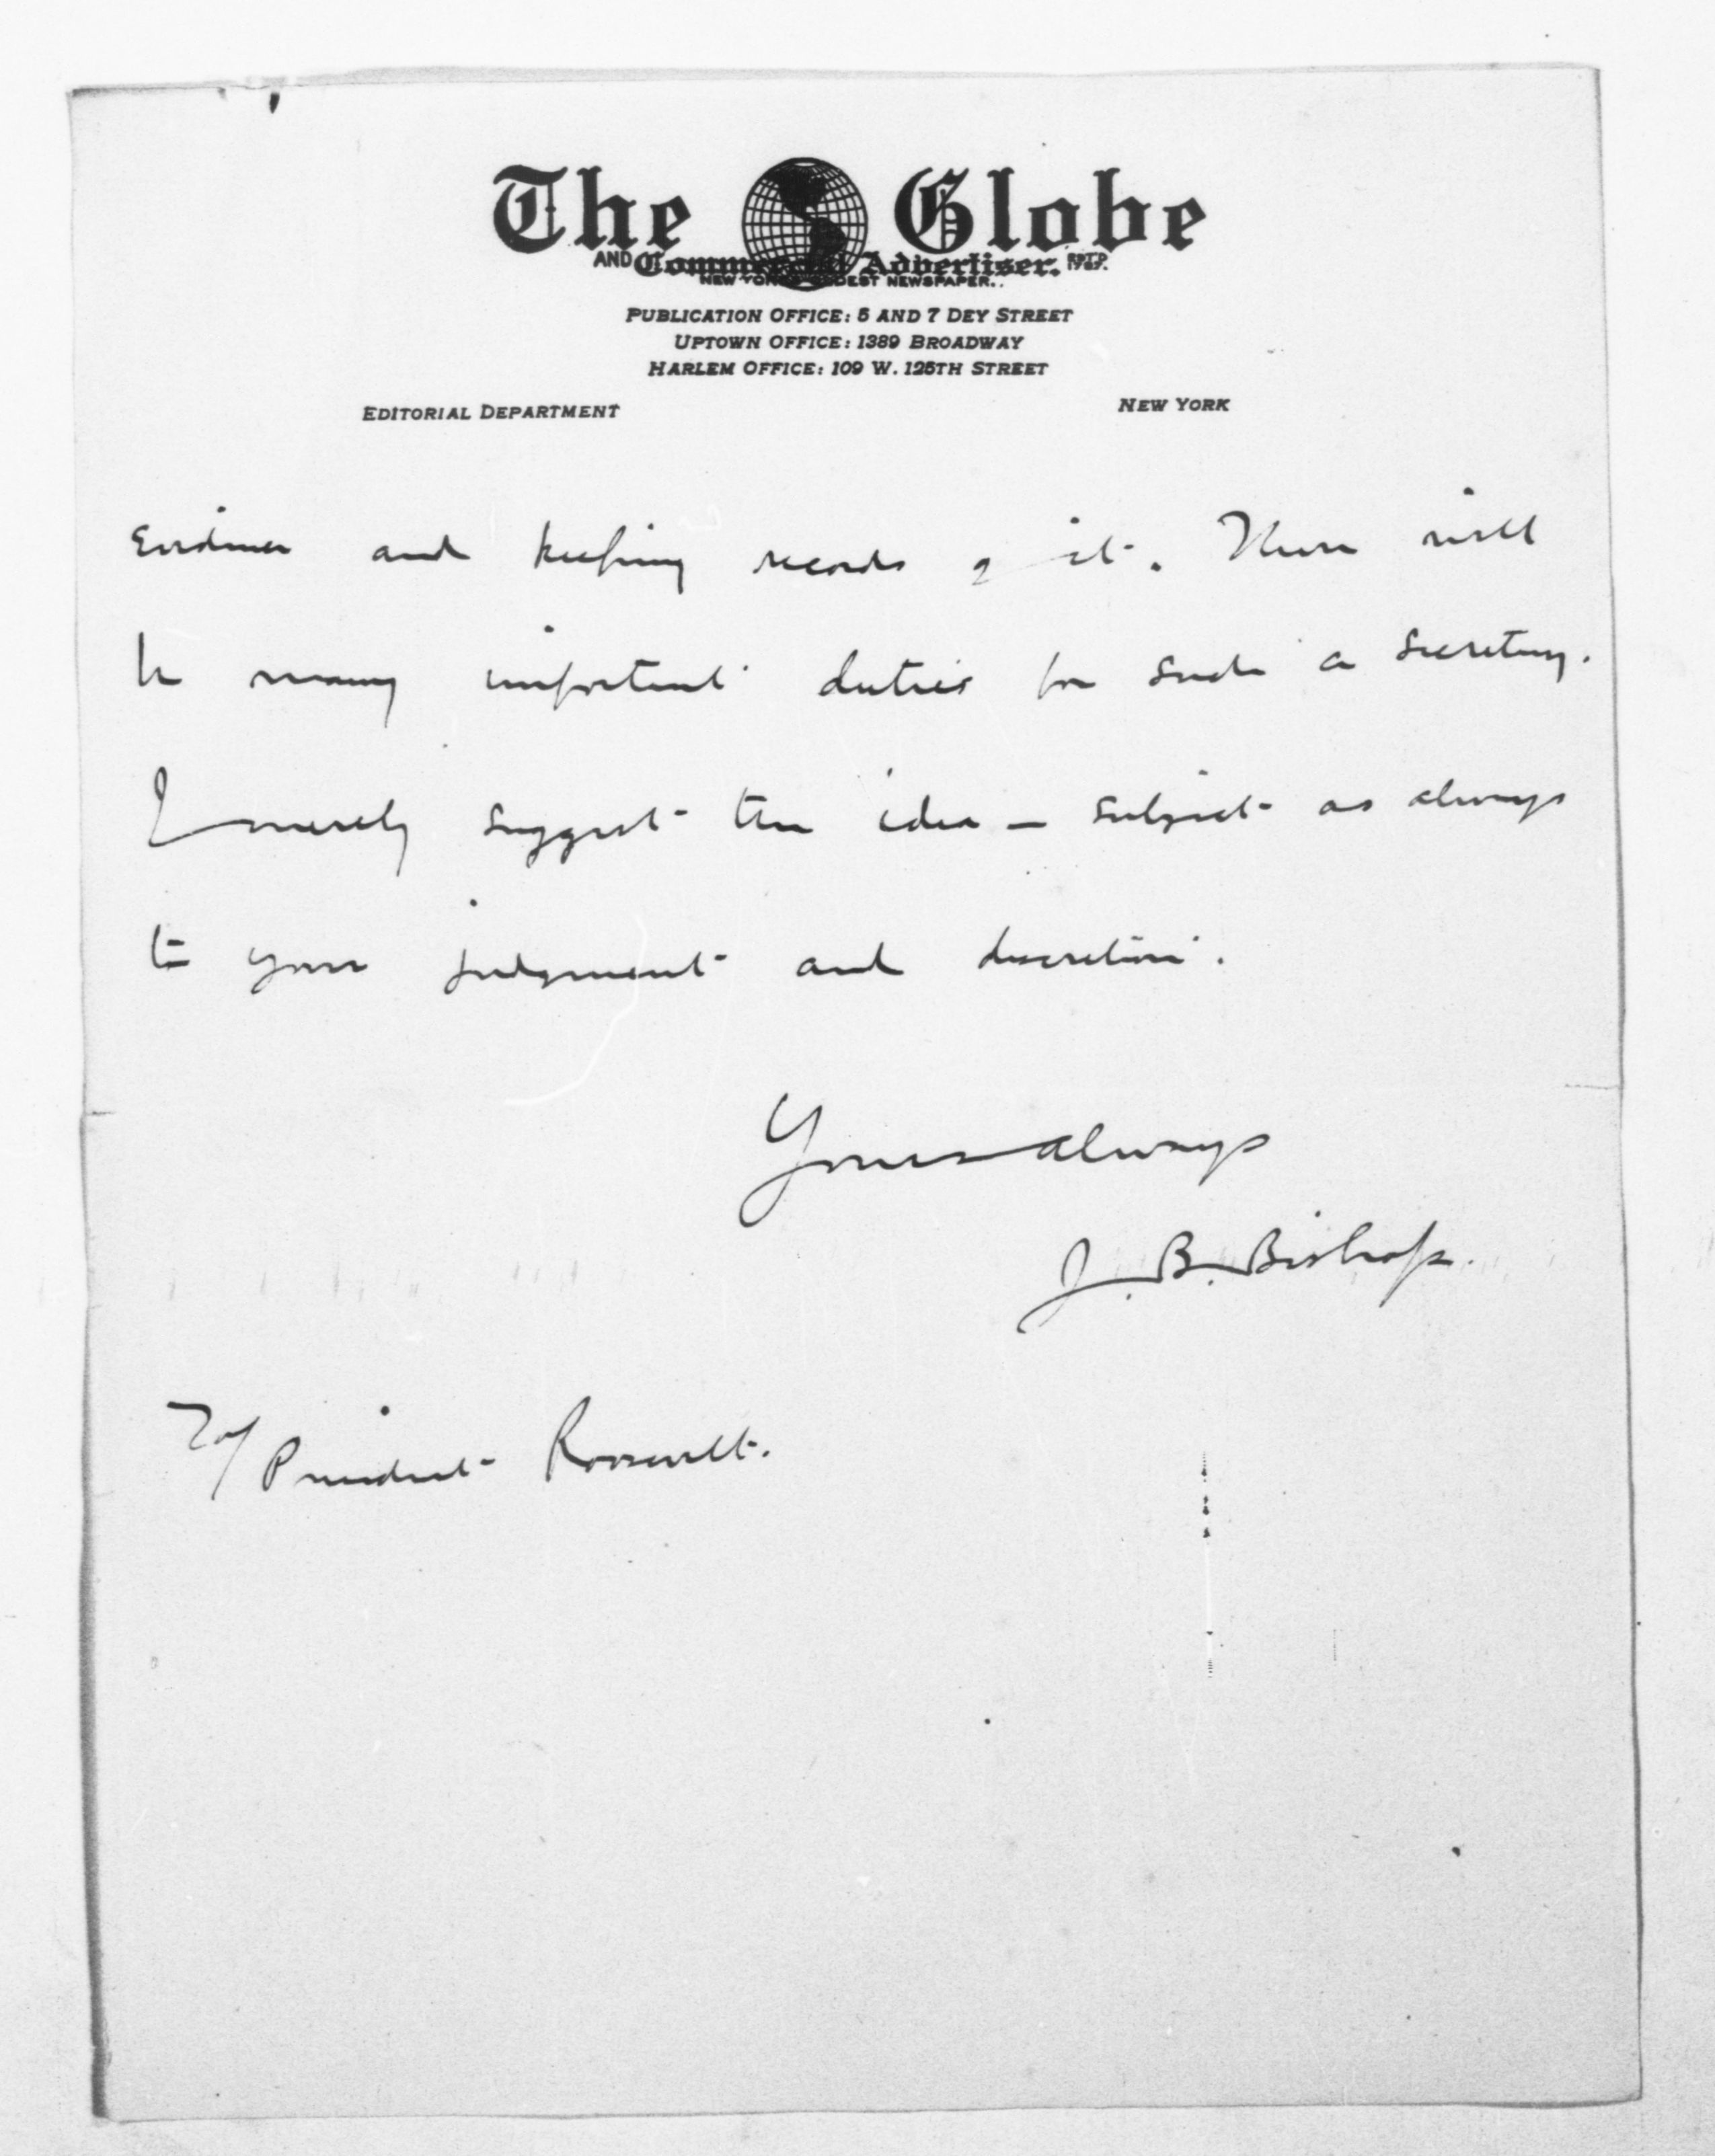 The Globe
AND Commercial Advertiser. ESTD 1797.
NEW YORK'S OLDEST NEWSPAPER.
PUBLICATION OFFICE: 5 AND 7 DEY STREET
UPTOWN OFFICE: 1389 BROADWAY
HARLEM OFFICE: 109 W. 125TH STREET
EDITORIAL DEPARTMENT NEW YORK
evidence and keeping records of it. There will
be many important duties for such a secretary.
I merely suggest the idea — subject as always
to your judgment and discretion.
Yours always
J. B. Bishop.
To/ President Roosevelt.